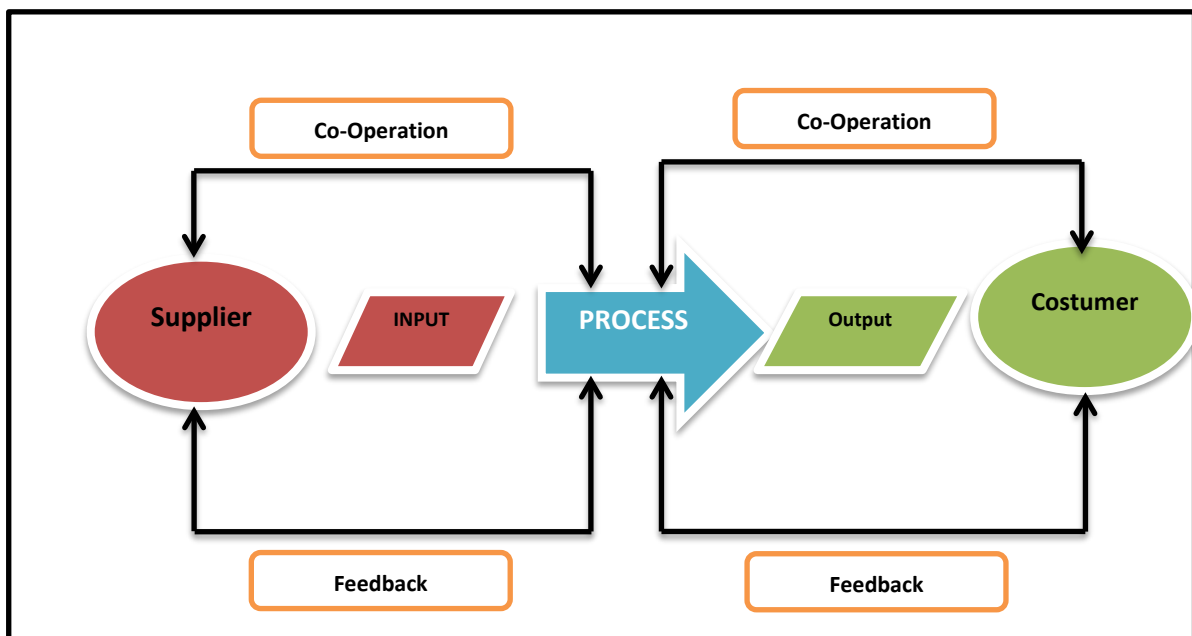 Co-Operation
Co-Operation
Supplier
INPUT
PROCESS
Output
Costumer
Feedback
Feedback